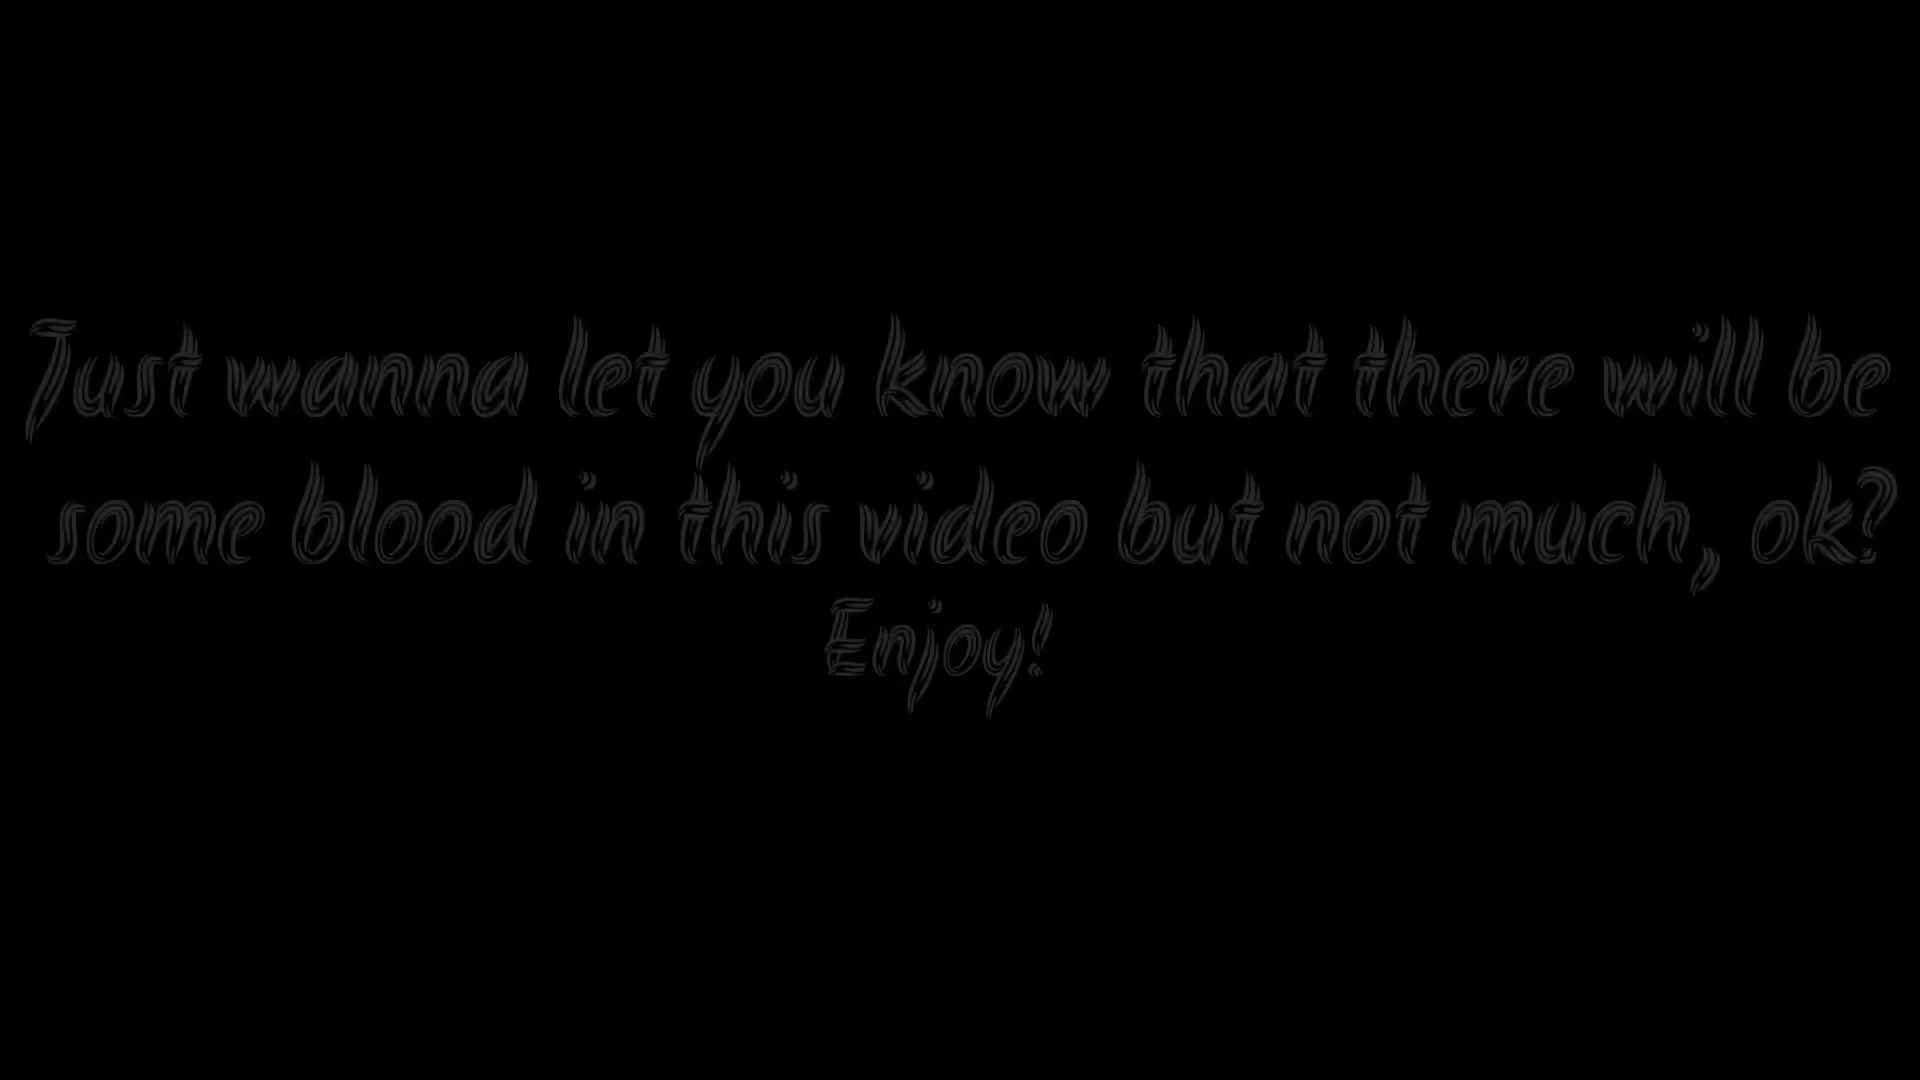 Just wanna let you know that there will be
some blood in this video but not much, ok?
Enjoy!